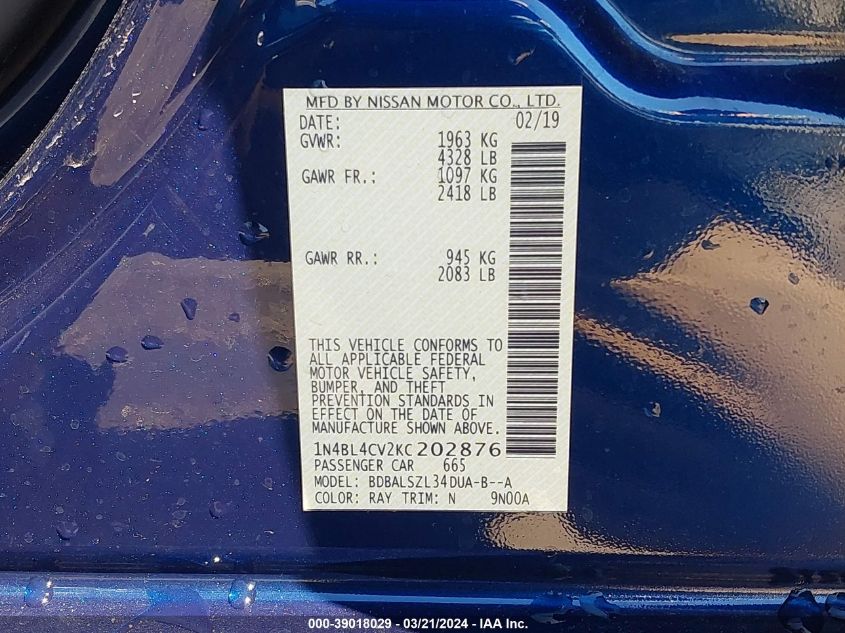 MFD BY NISSAN MOTOR CO., LTD.
DATE: 02/19
GVWR: 1963 KG
4328 LB
GAWR FR.: 1097 KG
2418 LB
GAWR RR.: 945 KG
2083 LB
THIS VEHICLE CONFORMS TO
ALL APPLICABLE FEDERAL
MOTOR VEHICLE SAFETY,
BUMPER, AND THEFT
PREVENTION STANDARDS IN
EFFECT ON THE DATE OF
MANUFACTURE SHOWN ABOVE.
1N4BL4CV2KC202876
PASSENGER CAR 665
MODEL: BDBALSZL34DUA-B--A
COLOR: RAY TRIM: N 9N00A
000-39018029 - 03/21/2024 - IAA Inc.